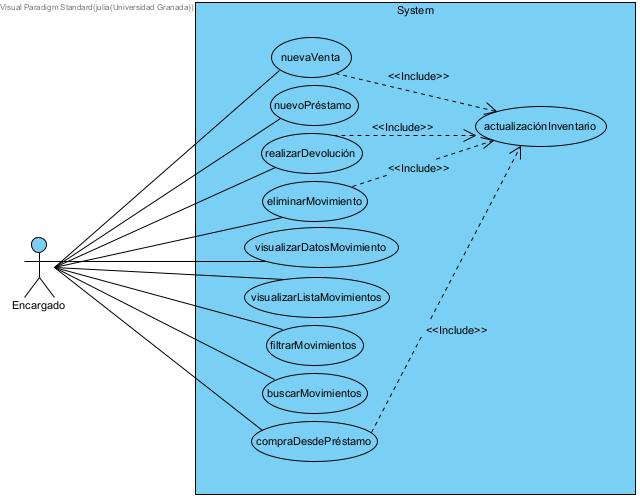 Visual Paradigm Standard(julia(Universidad Granada))
System
nuevaVenta
<<Include>>
nuevoPréstamo
<<Include>>
actualizaciónInventario
realizarDevolución
<<Include>>
eliminarMovimiento
visualizarDatosMovimiento
Encargado
visualizarListaMovimientos
<<Include>>
filtrarMovimientos
buscarMovimientos
compraDesdePréstamo